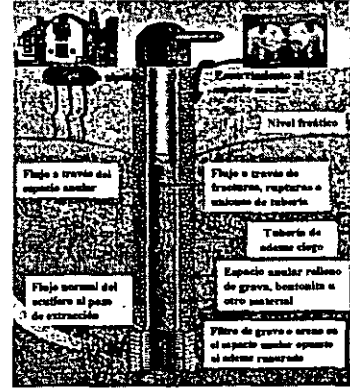 Escurrimiento al
espacio anular
Nivel freático
Flujo a través del
espacio anular
Flujo a través de
fracturas, rupturas o
uniones de tubería
Tubería de
ademe ciego
Flujo normal del
acuífero al pozo
de extracción
Espacio anular relleno
de grava, bentonita u
otro material
Filtro de grava o arena en
el espacio anular opuesto
al ademe ranurado